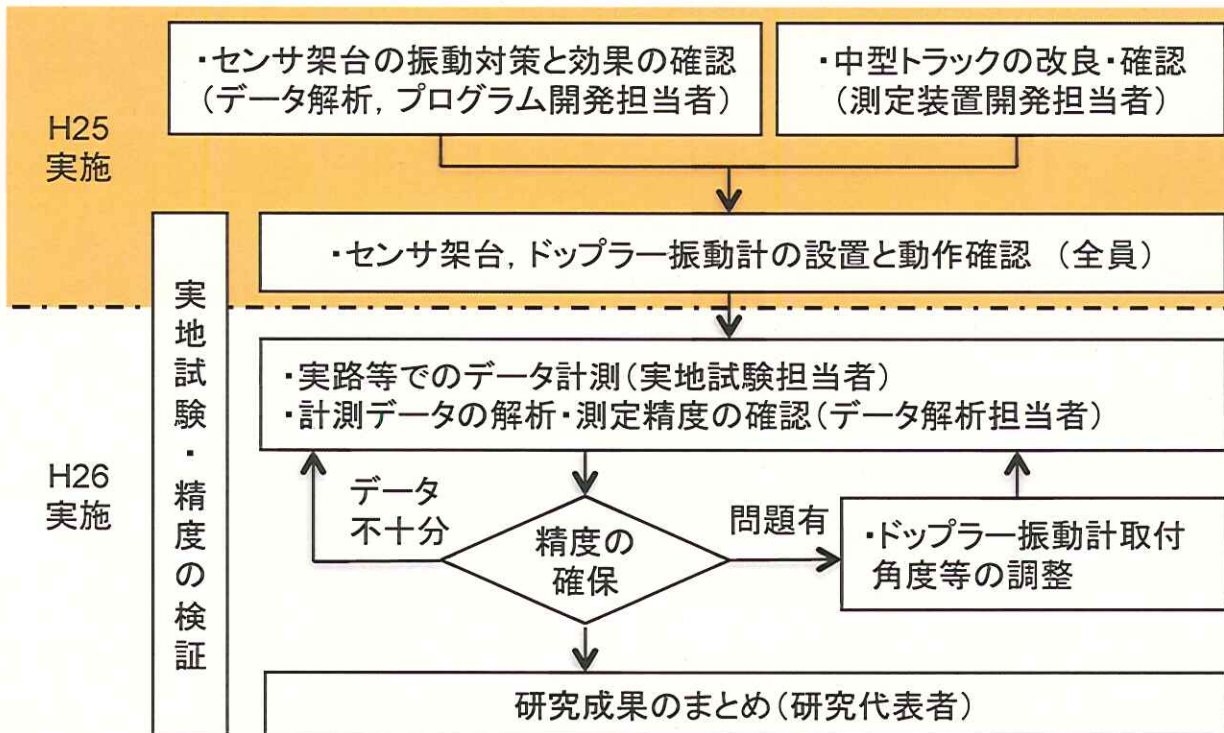 ・センサ架台の振動対策と効果の確認
(データ解析, プログラム開発担当者)
・中型トラックの改良・確認
(測定装置開発担当者)
H25
実施
・センサ架台, ドップラー振動計の設置と動作確認 (全員)
実地試験・精度の検証
H26
実施
・実路等でのデータ計測(実地試験担当者)
・計測データの解析・測定精度の確認(データ解析担当者)
データ
不十分
精度の
確保
問題有
・ドップラー振動計取付
角度等の調整
研究成果のまとめ(研究代表者)